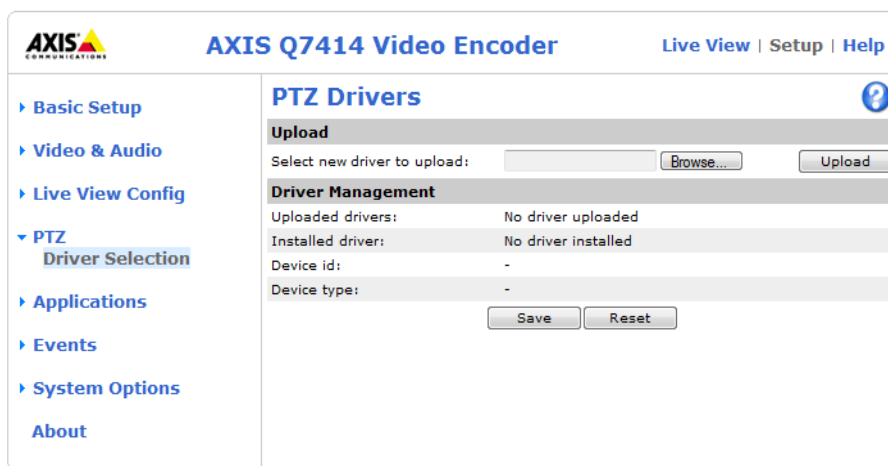 AXIS
COMMUNICATIONS
AXIS Q7414 Video Encoder
Live View | Setup | Help
Basic Setup
Video & Audio
Live View Config
PTZ
Driver Selection
Applications
Events
System Options
About
PTZ Drivers
?
Upload
Select new driver to upload: Browse... Upload
Driver Management
Uploaded drivers: No driver uploaded
Installed driver: No driver installed
Device id: -
Device type: -
Save Reset